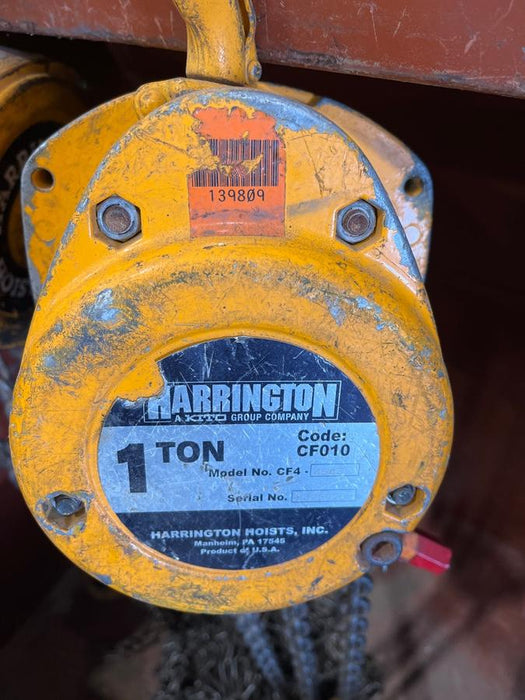 139809
HARRINGTON
A KITO GROUP COMPANY
1 TON
Code:
CF010
Model No. CF4 -
Serial No.
HARRINGTON HOISTS, INC.
Manheim, PA 17545
Product of U.S.A.